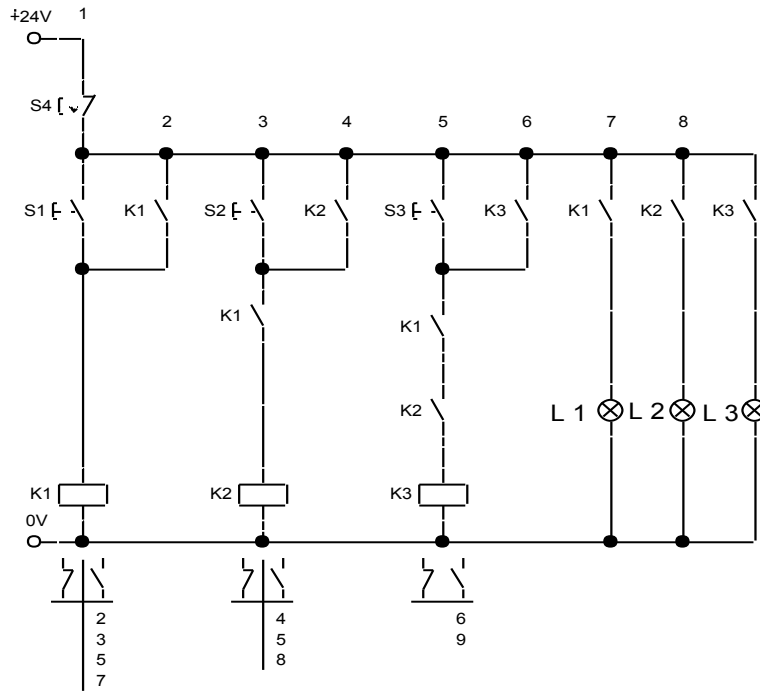 +24V 1
S4
2 3 4 5 6 7 8
S1 K1 S2 K2 S3 K3 K1 K2 K3
K1 K1
K2
L 1 L 2 L 3
K1 K2 K3
0V
2 4 6
3 5 9
5 8
7